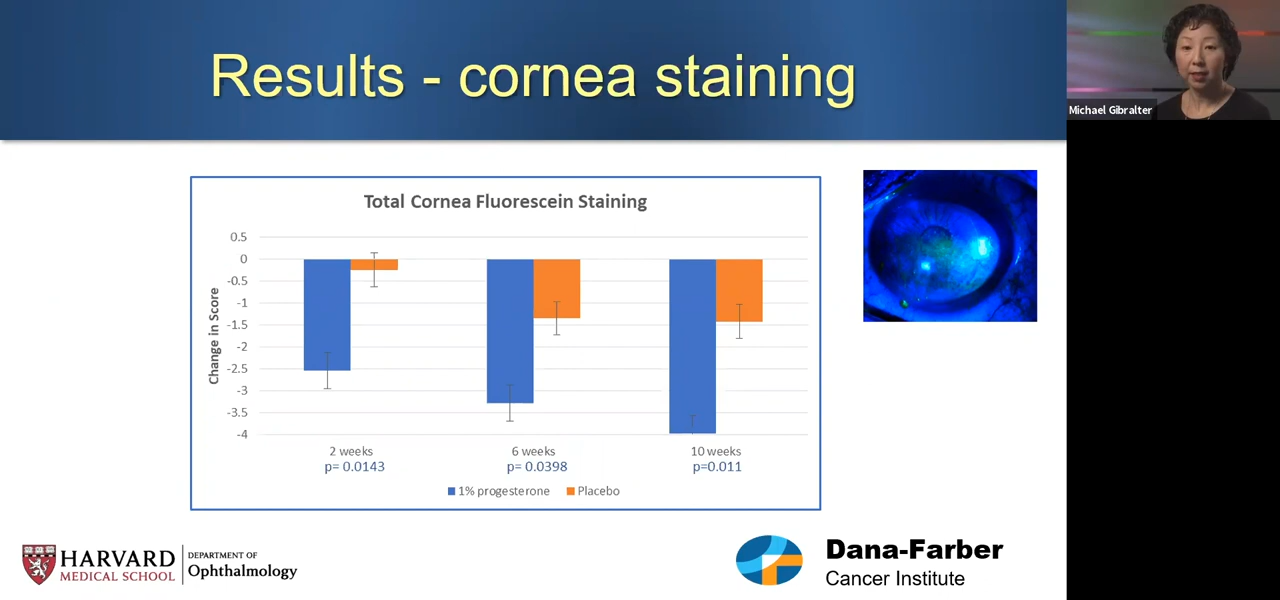 Results - cornea staining
Michael Gibralter
Total Cornea Fluorescein Staining
Change in Score
0.5
0
-0.5
-1
-1.5
-2
-2.5
-3
-3.5
-4
2 weeks
6 weeks
10 weeks
p= 0.0143
p= 0.0398
p=0.011
1% progesterone
Placebo
HARVARD
MEDICAL SCHOOL
DEPARTMENT OF
Ophthalmology
Dana-Farber
Cancer Institute